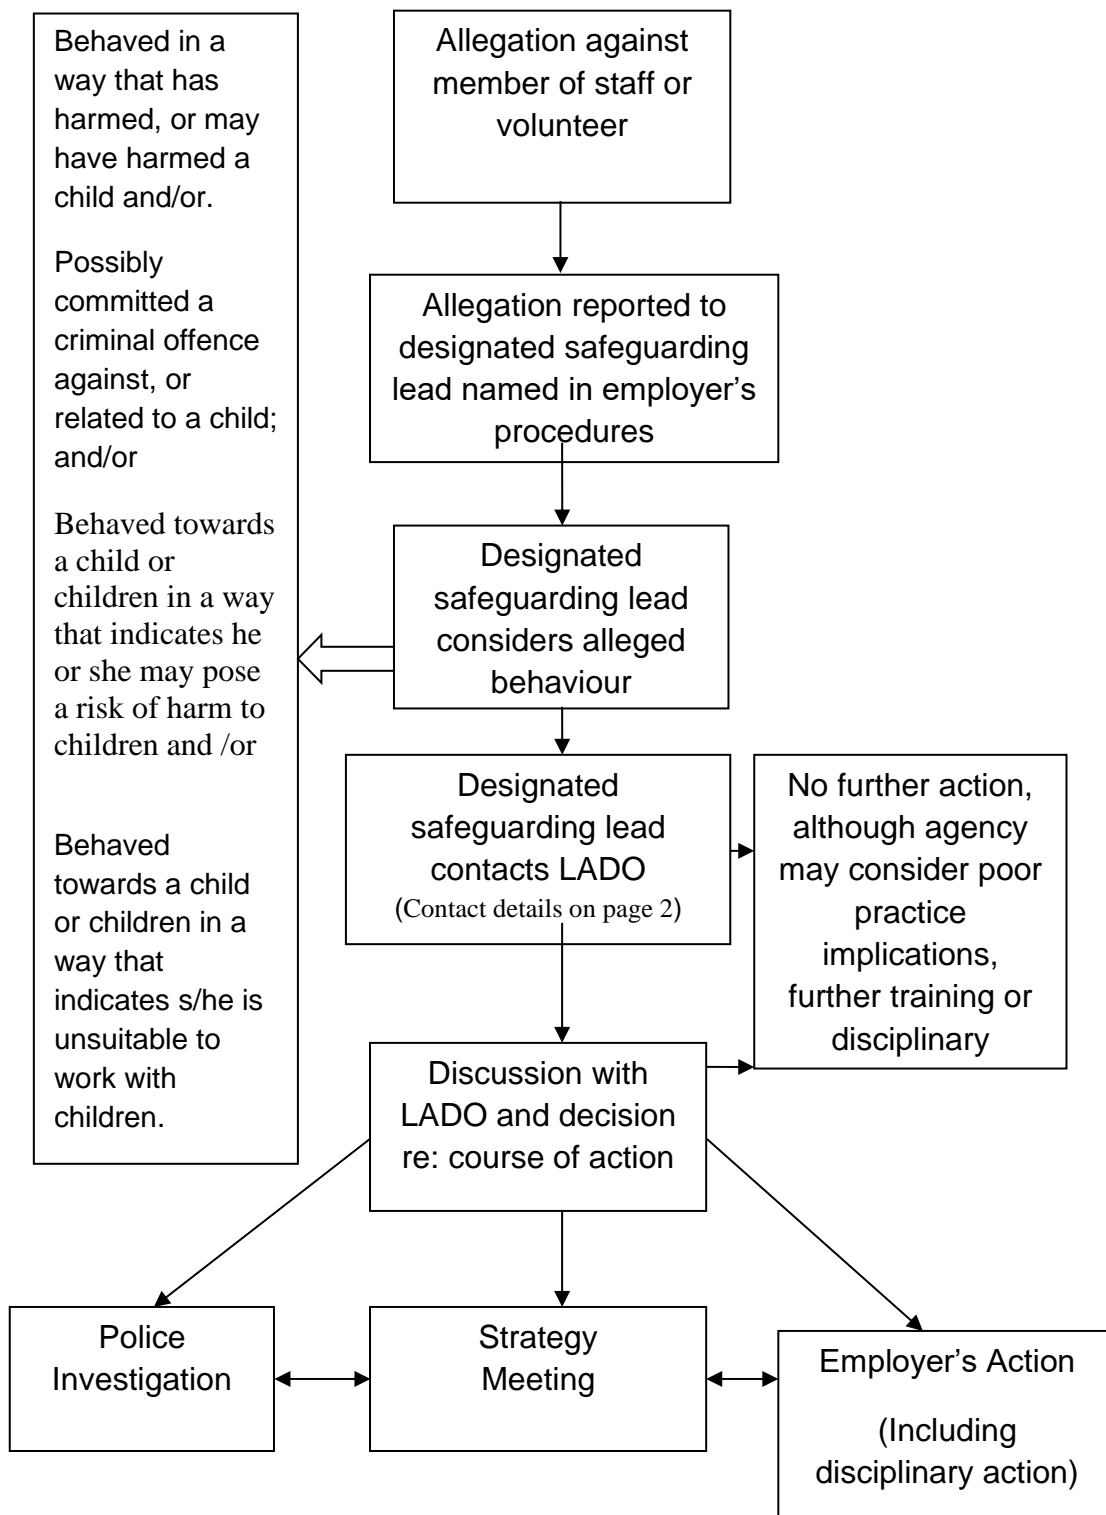 Behaved in a
way that has
harmed, or may
have harmed a
child and/or.
Possibly
committed a
criminal offence
against, or
related to a child;
and/or
Behaved towards
a child or
children in a way
that indicates he
or she may pose
a risk of harm to
children and /or
Behaved
towards a child
or children in a
way that
indicates s/he is
unsuitable to
work with
children.
Allegation against
member of staff or
volunteer
Allegation reported to
designated safeguarding
lead named in employer’s
procedures
Designated
safeguarding lead
considers alleged
behaviour
Designated
safeguarding lead
contacts LADO
(Contact details on page 2)
No further action,
although agency
may consider poor
practice
implications,
further training or
disciplinary
Discussion with
LADO and decision
re: course of action
Police
Investigation
Strategy
Meeting
Employer’s Action
(Including
disciplinary action)